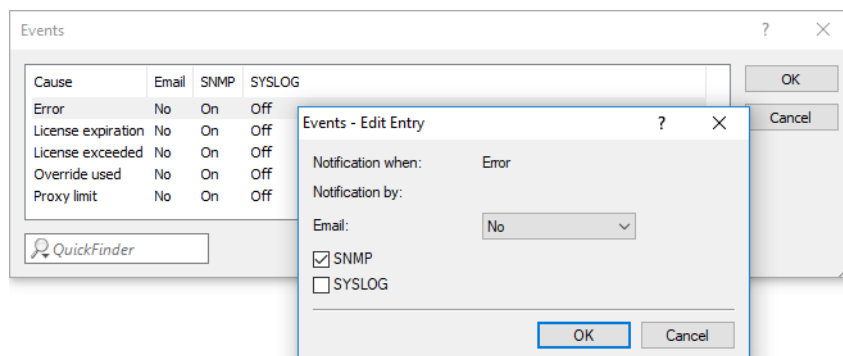 Events ? ×
Cause Email SNMP SYSLOG
Error No On Off
License expiration No On Off
License exceeded No On Off
Override used No On Off
Proxy limit No On Off
QuickFinder
OK
Cancel
Events - Edit Entry ? ×
Notification when: Error
Notification by:
Email: No
SNMP
SYSLOG
OK Cancel